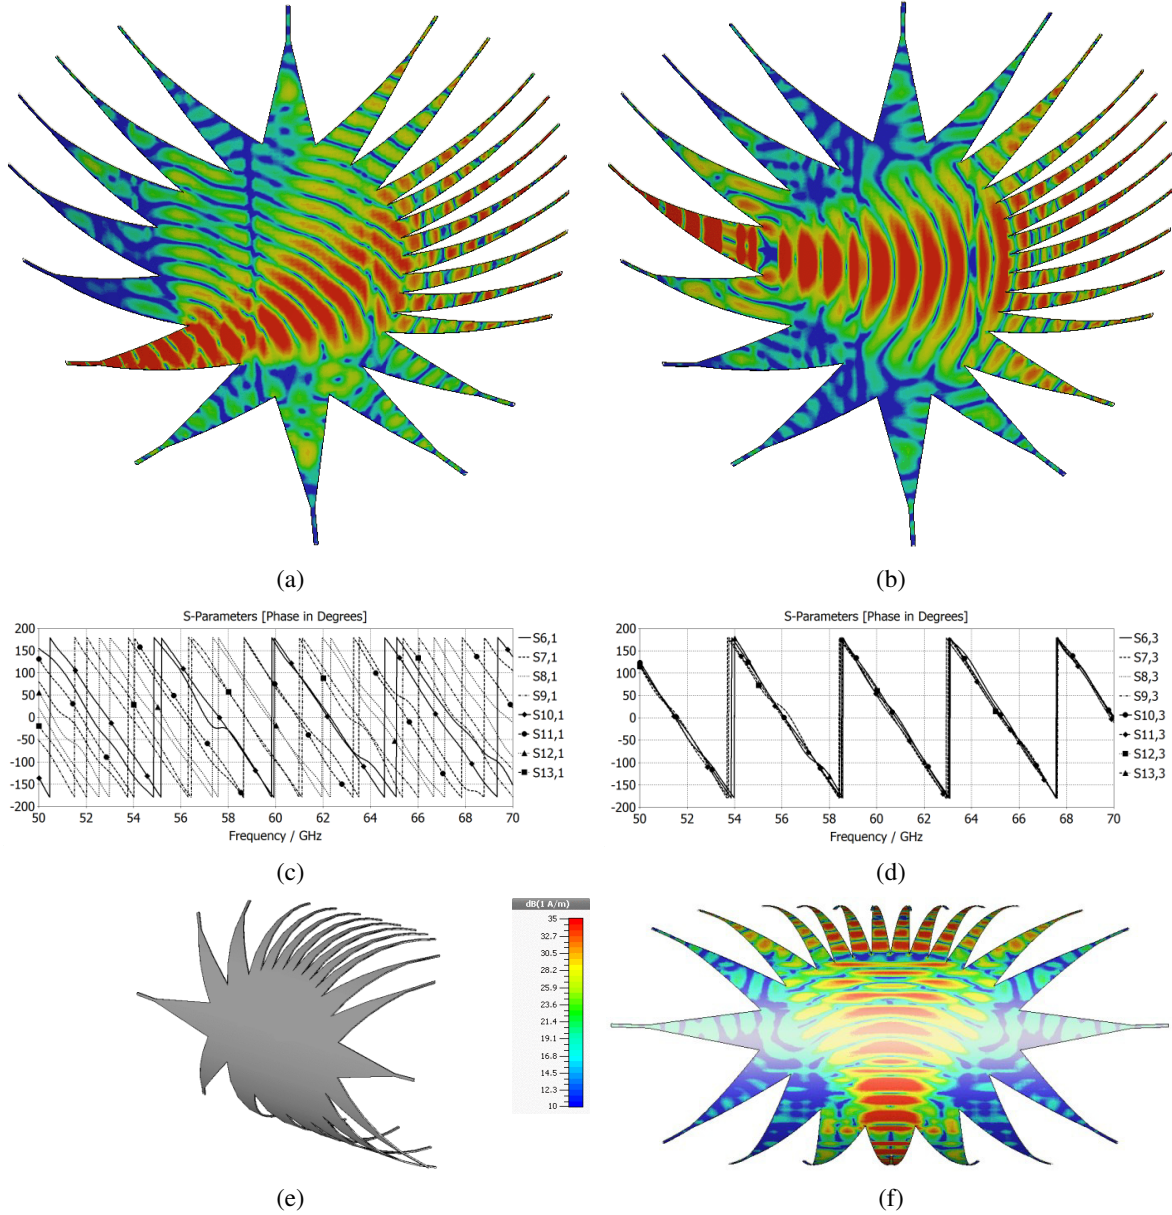 (a)
(b)
S-Parameters [Phase in Degrees]
200
150
100
50
0
-50
-100
-150
-200
50 52 54 56 58 60 62 64 66 68 70
Frequency / GHz
S6,1
S7,1
S8,1
S9,1
S10,1
S11,1
S12,1
S13,1
S-Parameters [Phase in Degrees]
200
150
100
50
0
-50
-100
-150
-200
50 52 54 56 58 60 62 64 66 68 70
Frequency / GHz
S6,3
S7,3
S8,3
S9,3
S10,3
S11,3
S12,3
S13,3
(c)
(d)
dB(1 A/m)
35
32.7
30.5
28.2
25.9
23.6
21.4
19.1
16.8
14.5
12.3
10
(e)
(f)